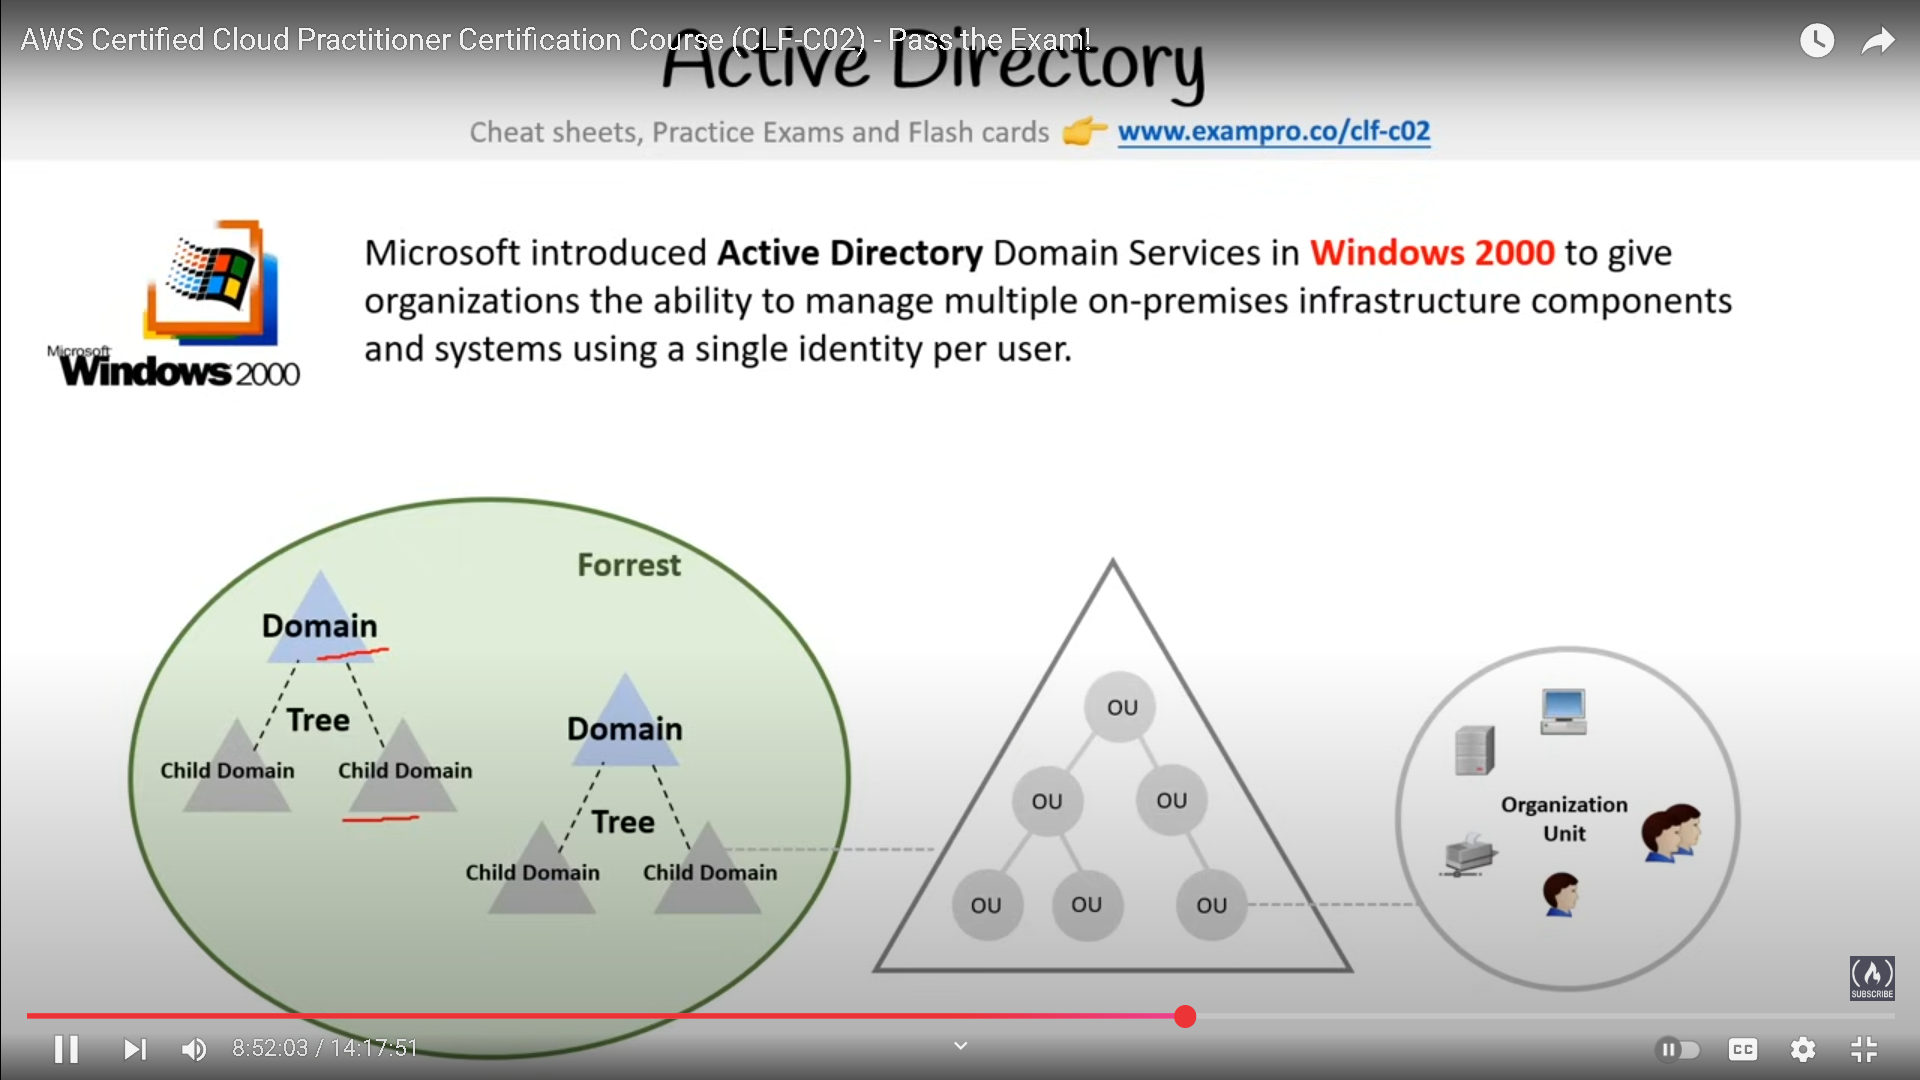 AWS Certified Cloud Practitioner Certification Course (CLF-C02) - Pass the Exam!
Active Directory
Cheat sheets, Practice Exams and Flash cards 👉 www.exampro.co/clf-c02
Microsoft introduced Active Directory Domain Services in Windows 2000 to give
organizations the ability to manage multiple on-premises infrastructure components
and systems using a single identity per user.
Microsoft
Windows 2000
Forrest
Domain
Tree
Child Domain
Child Domain
Domain
Tree
Child Domain
Child Domain
OU
OU
OU
OU
OU
OU
Organization
Unit
SUBSCRIBE
8:52:03 / 14:17:51
CC